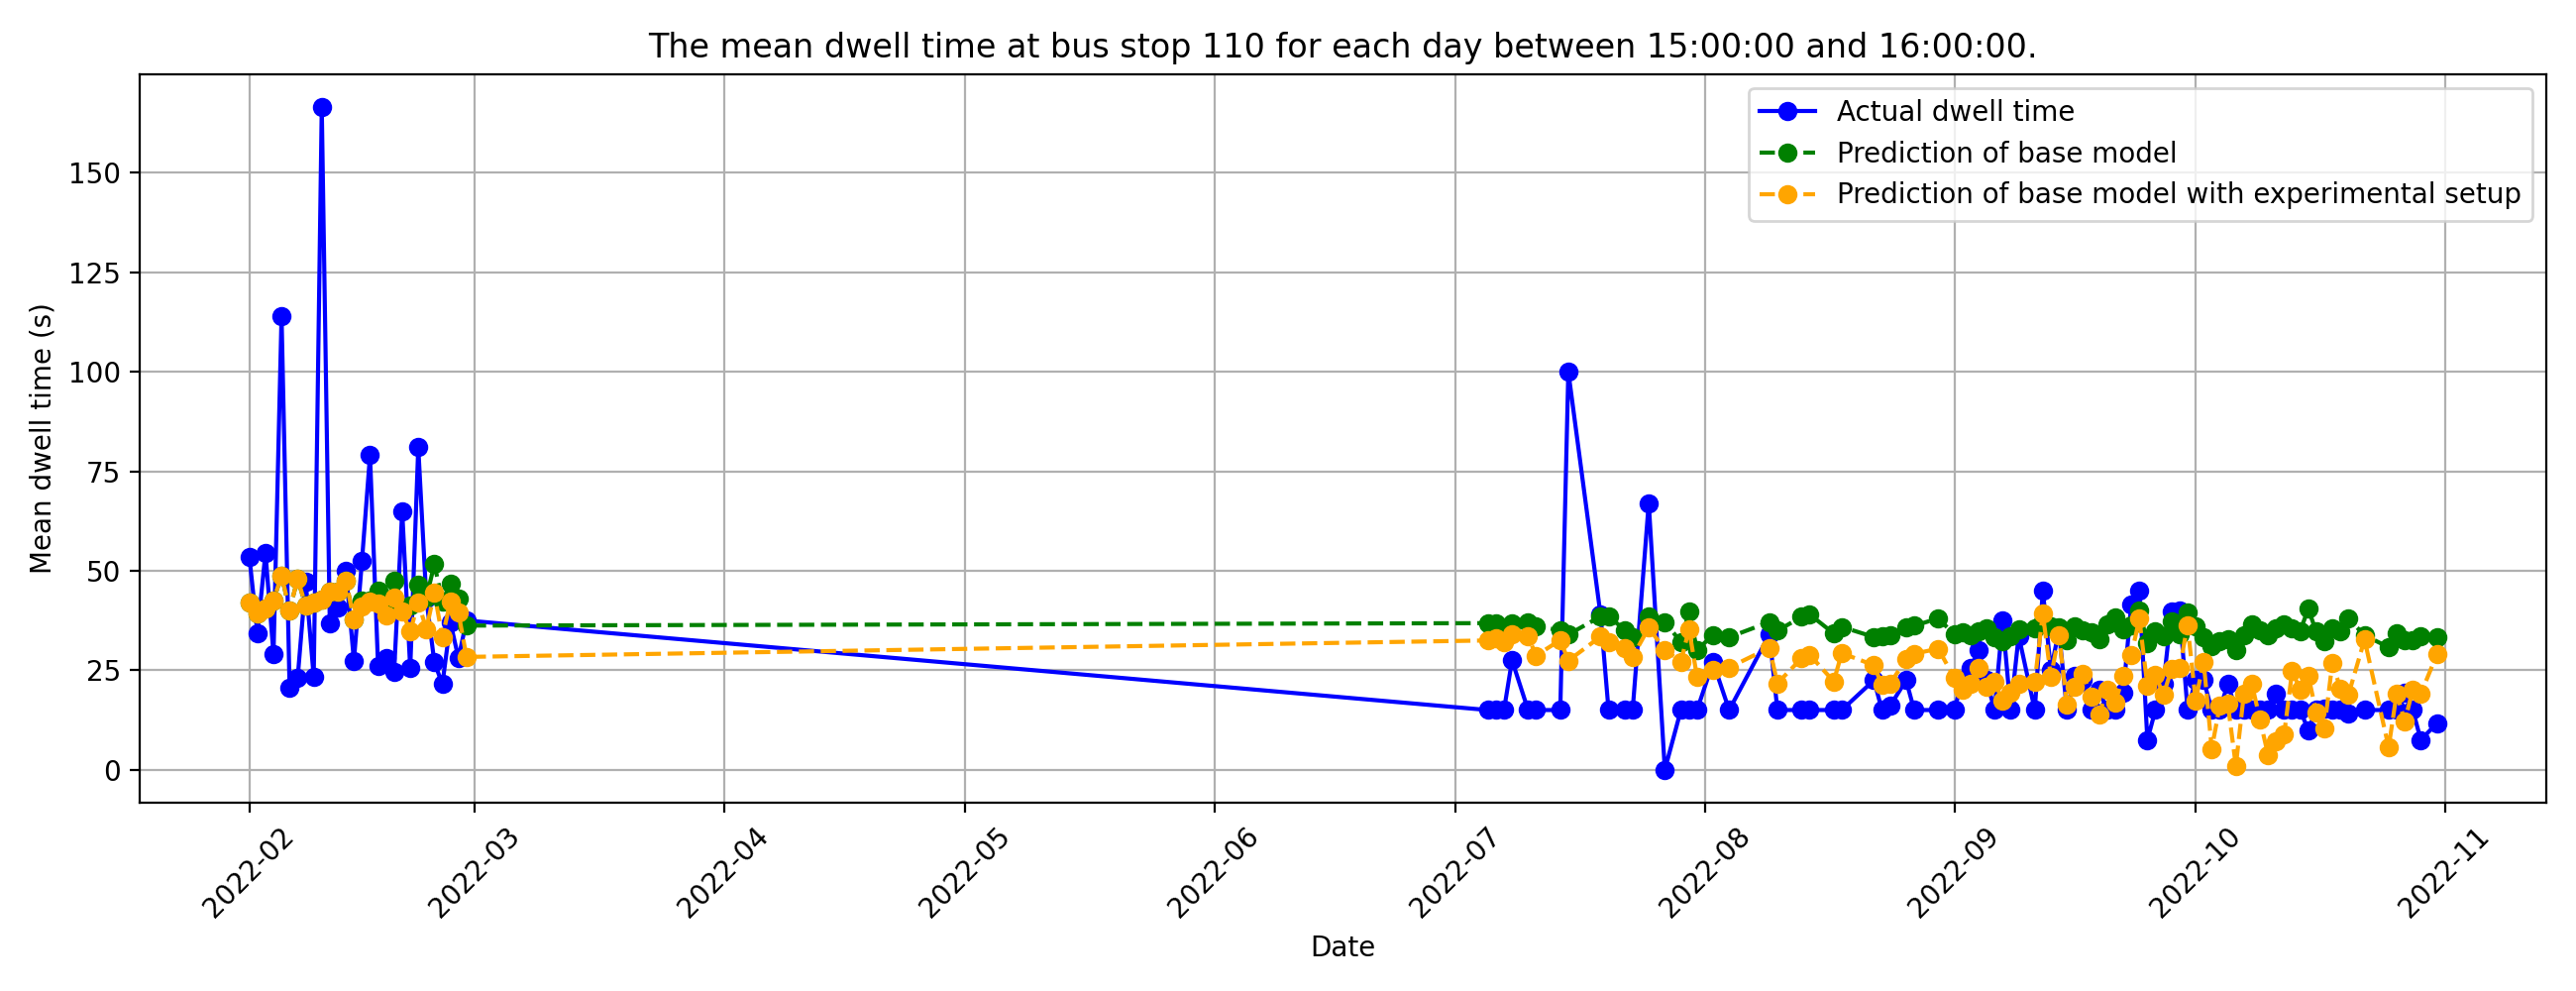 The mean dwell time at bus stop 110 for each day between 15:00:00 and 16:00:00.
Actual dwell time
Prediction of base model
Prediction of base model with experimental setup
Mean dwell time (s)
150
125
100
75
50
25
0
2022-02
2022-03
2022-04
2022-05
2022-06
2022-07
2022-08
2022-09
2022-10
2022-11
Date